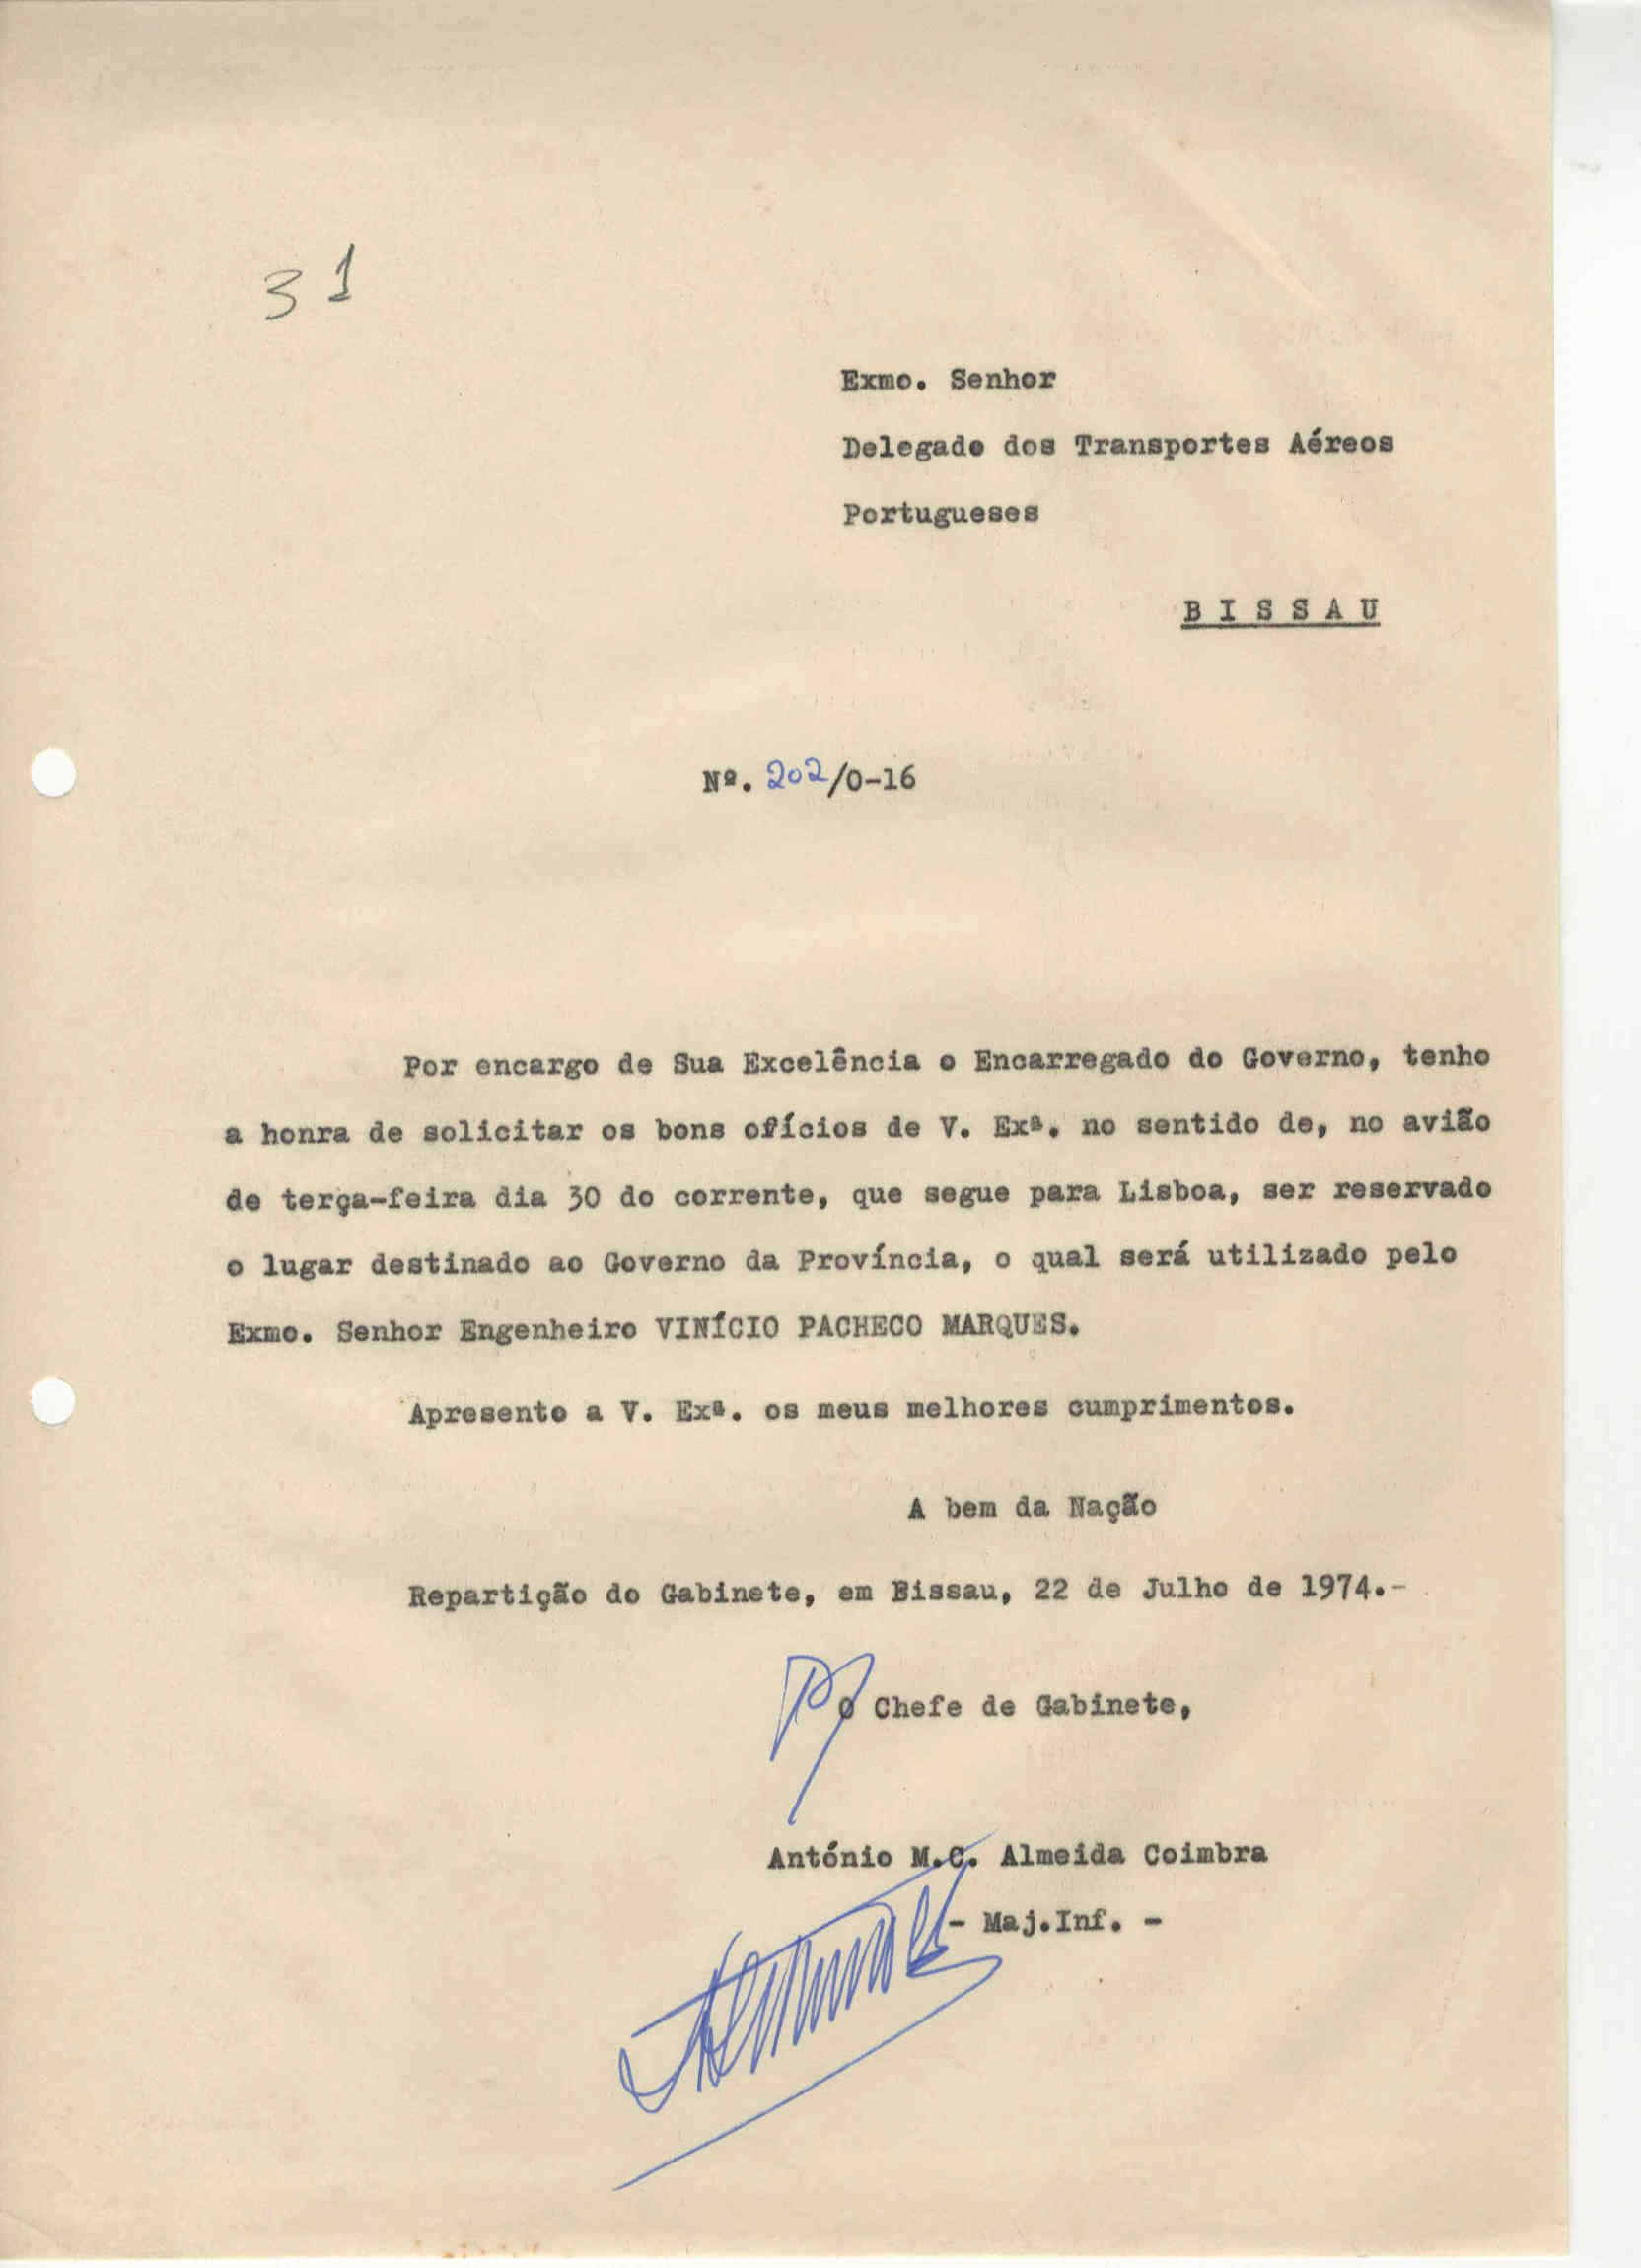 31
Exmo. Senhor
Delegado dos Transportes Aéreos
Portugueses
B I S S A U
Nº. 202/0-16
Por encargo de Sua Excelência o Encarregado do Governo, tenho
a honra de solicitar os bons ofícios de V. Exª. no sentido de, no avião
de terça-feira dia 30 do corrente, que segue para Lisboa, ser reservado
o lugar destinado ao Governo da Província, o qual será utilizado pelo
Exmo. Senhor Engenheiro VINÍCIO PACHECO MARQUES.
Apresento a V. Exª. os meus melhores cumprimentos.
A bem da Nação
Repartição do Gabinete, em Bissau, 22 de Julho de 1974.-
P/ O Chefe de Gabinete,
António M.C. Almeida Coimbra
- Maj.Inf. -